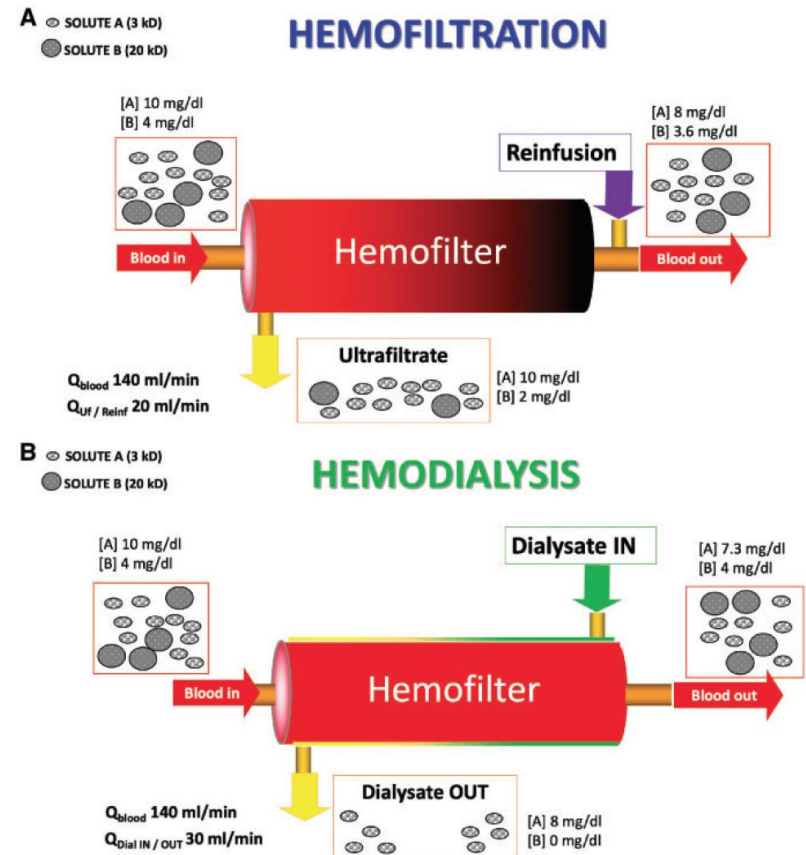 A
SOLUTE A (3 kD)
SOLUTE B (20 kD)
HEMOFILTRATION
[A] 10 mg/dl
[B] 4 mg/dl
[A] 8 mg/dl
[B] 3.6 mg/dl
Reinfusion
Blood in
Hemofilter
Blood out
Ultrafiltrate
[A] 10 mg/dl
[B] 2 mg/dl
Qblood 140 ml/min
QUf / Reinf 20 ml/min
B
SOLUTE A (3 kD)
SOLUTE B (20 kD)
HEMODIALYSIS
[A] 10 mg/dl
[B] 4 mg/dl
Dialysate IN
[A] 7.3 mg/dl
[B] 4 mg/dl
Blood in
Hemofilter
Blood out
Dialysate OUT
[A] 8 mg/dl
[B] 0 mg/dl
Qblood 140 ml/min
QDial IN / OUT 30 ml/min